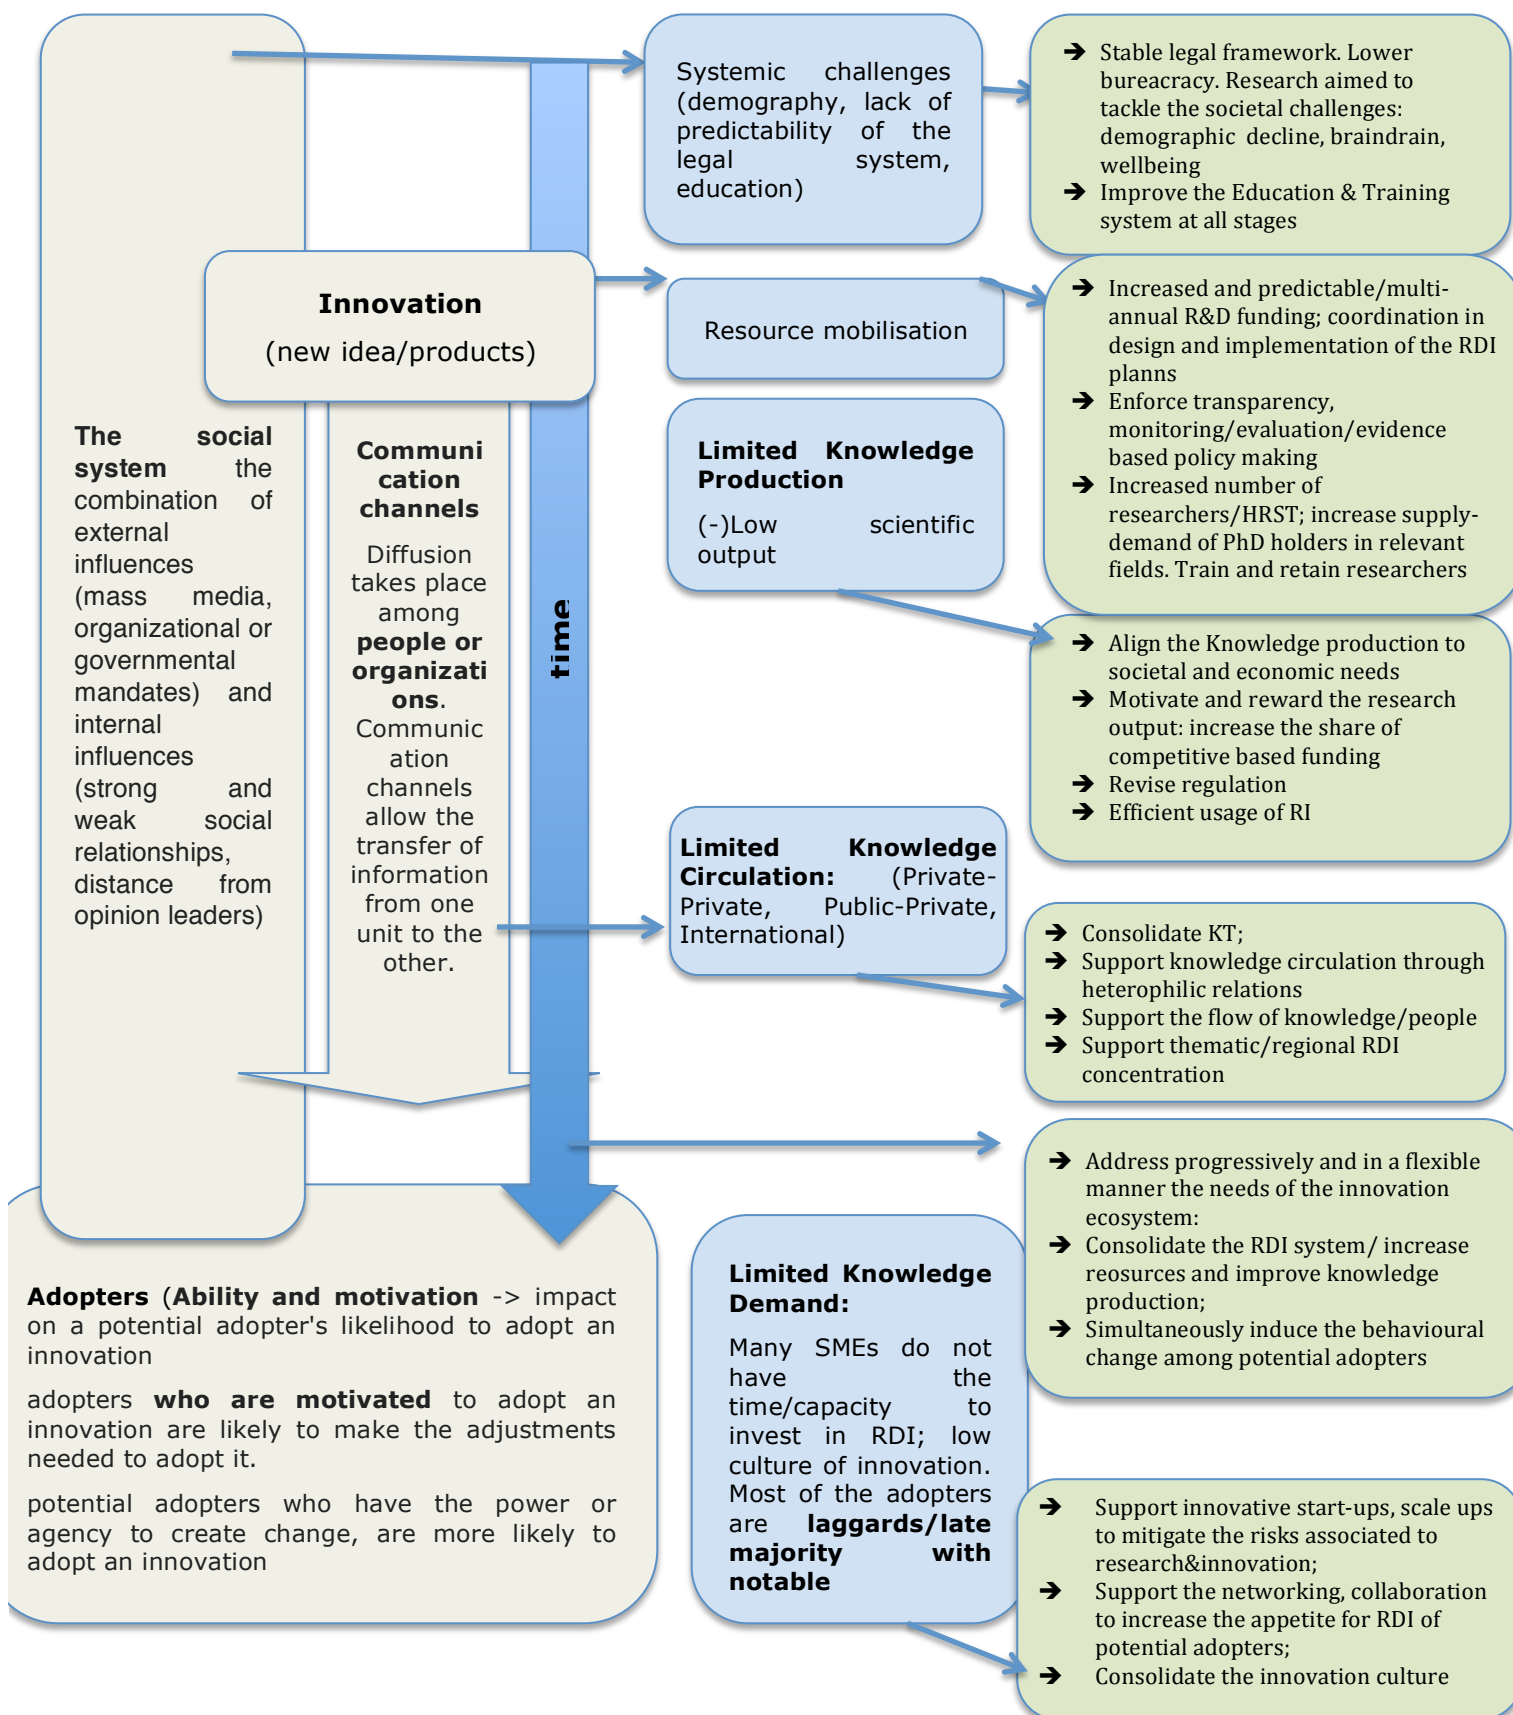 The social
system the
combination of
external
influences
(mass media,
organizational or
governmental
mandates) and
internal
influences
(strong and
weak social
relationships,
distance from
opinion leaders)
Innovation
(new idea/products)
Communi
cation
channels
Diffusion
takes place
among
people or
organizati
ons.
Communic
ation
channels
allow the
transfer of
information
from one
unit to the
other.
time
Adopters (Ability and motivation -> impact
on a potential adopter's likelihood to adopt an
innovation
adopters who are motivated to adopt an
innovation are likely to make the adjustments
needed to adopt it.
potential adopters who have the power or
agency to create change, are more likely to
adopt an innovation
Systemic challenges
(demography, lack of
predictability of the
legal system,
education)
Resource mobilisation
Limited Knowledge
Production
(-)Low scientific
output
Limited Knowledge
Circulation: (Private-
Private, Public-Private,
International)
Limited Knowledge
Demand:
Many SMEs do not
have the
time/capacity to
invest in RDI; low
culture of innovation.
Most of the adopters
are laggards/late
majority with
notable
➔ Stable legal framework. Lower
bureacracy. Research aimed to
tackle the societal challenges:
demographic decline, braindrain,
wellbeing
➔ Improve the Education & Training
system at all stages
➔ Increased and predictable/multi-
annual R&D funding; coordination in
design and implementation of the RDI
planns
➔ Enforce transparency,
monitoring/evaluation/evidence
based policy making
➔ Increased number of
researchers/HRST; increase supply-
demand of PhD holders in relevant
fields. Train and retain researchers
➔ Align the Knowledge production to
societal and economic needs
➔ Motivate and reward the research
output: increase the share of
competitive based funding
➔ Revise regulation
➔ Efficient usage of RI
➔ Consolidate KT;
➔ Support knowledge circulation through
heterophilic relations
➔ Support the flow of knowledge/people
➔ Support thematic/regional RDI
concentration
➔ Address progressively and in a flexible
manner the needs of the innovation
ecosystem:
➔ Consolidate the RDI system/ increase
reosurces and improve knowledge
production;
➔ Simultaneously induce the behavioural
change among potential adopters
➔ Support innovative start-ups, scale ups
to mitigate the risks associated to
research&innovation;
➔ Support the networking, collaboration
to increase the appetite for RDI of
potential adopters;
➔ Consolidate the innovation culture